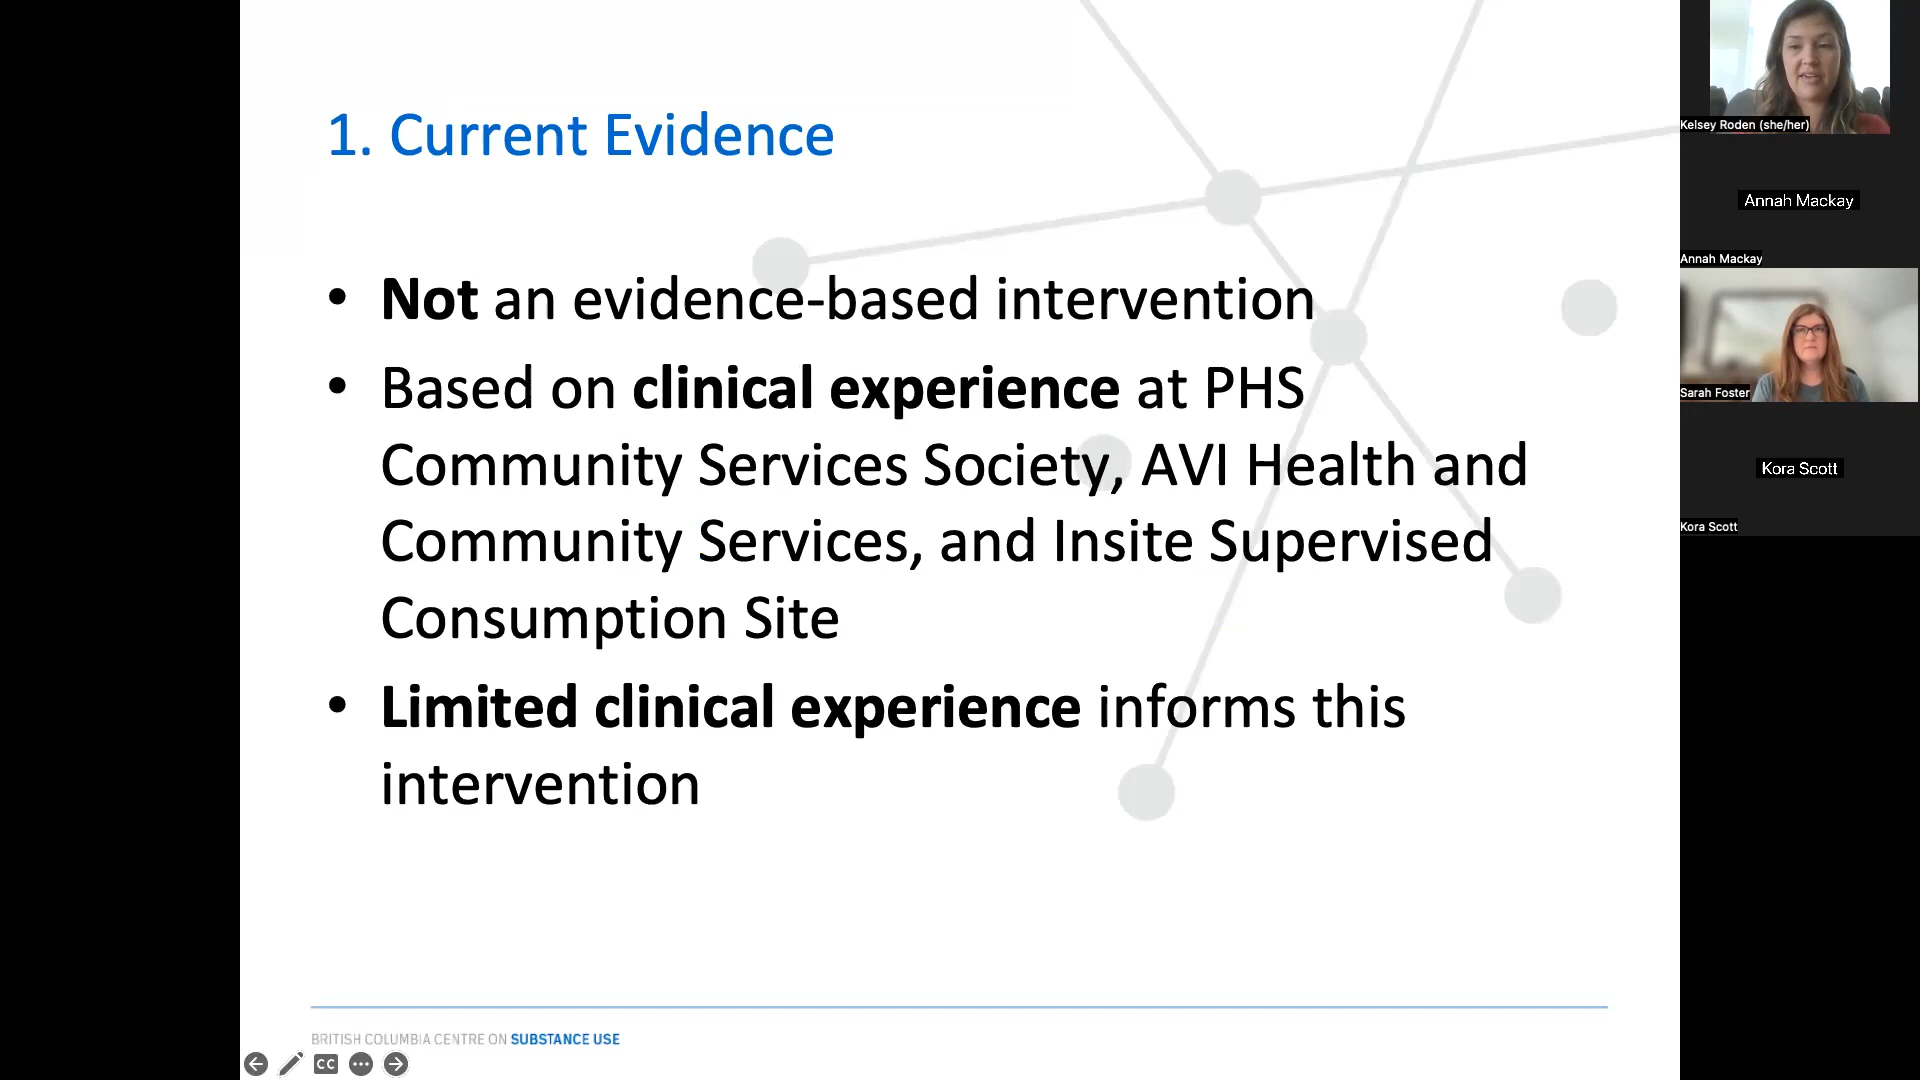 1. Current Evidence
• Not an evidence-based intervention
• Based on clinical experience at PHS
Community Services Society, AVI Health and
Community Services, and Insite Supervised
Consumption Site
• Limited clinical experience informs this
intervention
BRITISH COLUMBIA CENTRE ON SUBSTANCE USE
CC
Kelsey Roden (she/her)
Annah Mackay
Annah Mackay
Sarah Foster
Kora Scott
Kora Scott